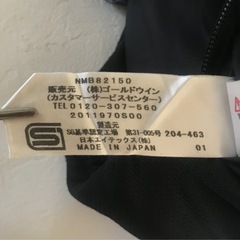 NMB82150
販売元 (株)ゴールドウイン
(カスタマーサービスセンター)
TEL0120-307-560
2011970S00
製造元
SG基準認定工場 第31-005号 204-463
日本エイテックス(株)
MADE IN JAPAN 01